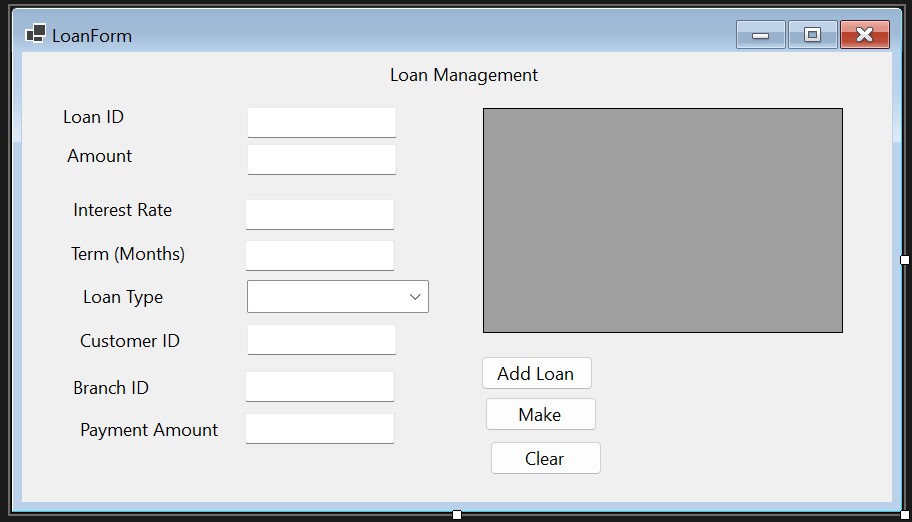 LoanForm
Loan Management
Loan ID
Amount
Interest Rate
Term (Months)
Loan Type
Customer ID
Branch ID
Payment Amount
Add Loan
Make
Clear